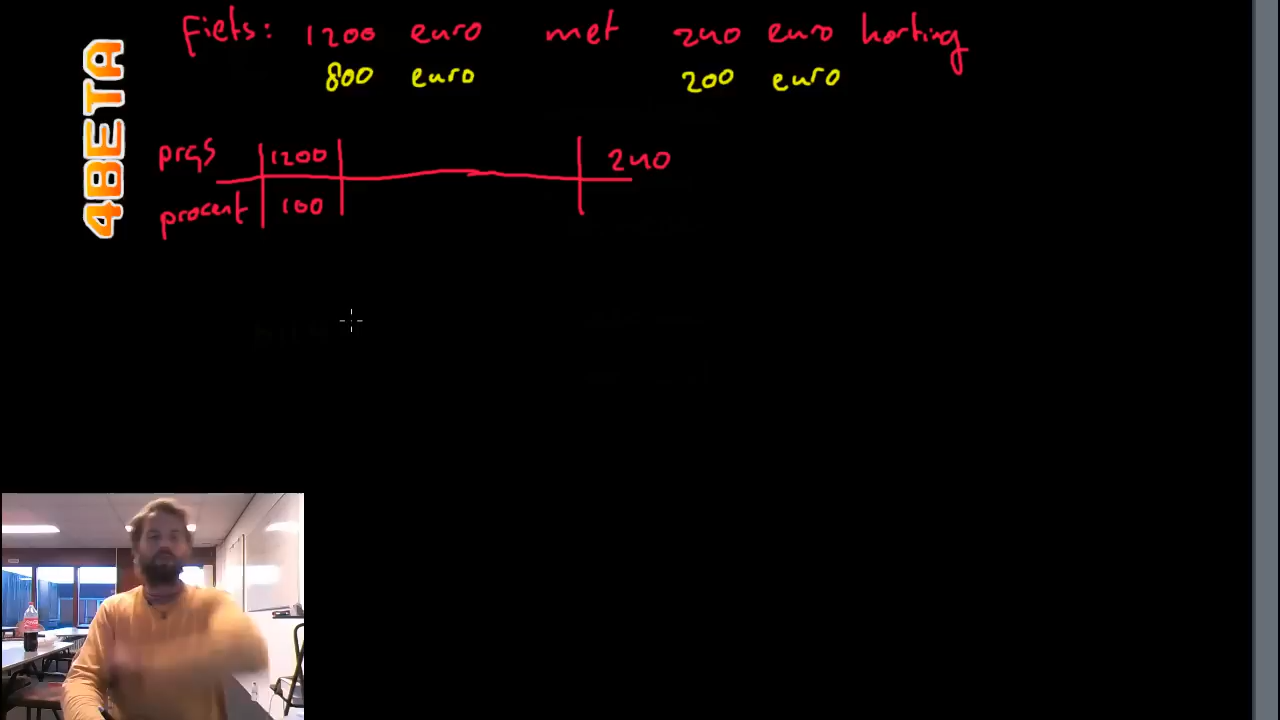 Fiets: 1200 euro met 240 euro korting
800 euro 200 euro
4BETA
prijs 1200 240
procent 100